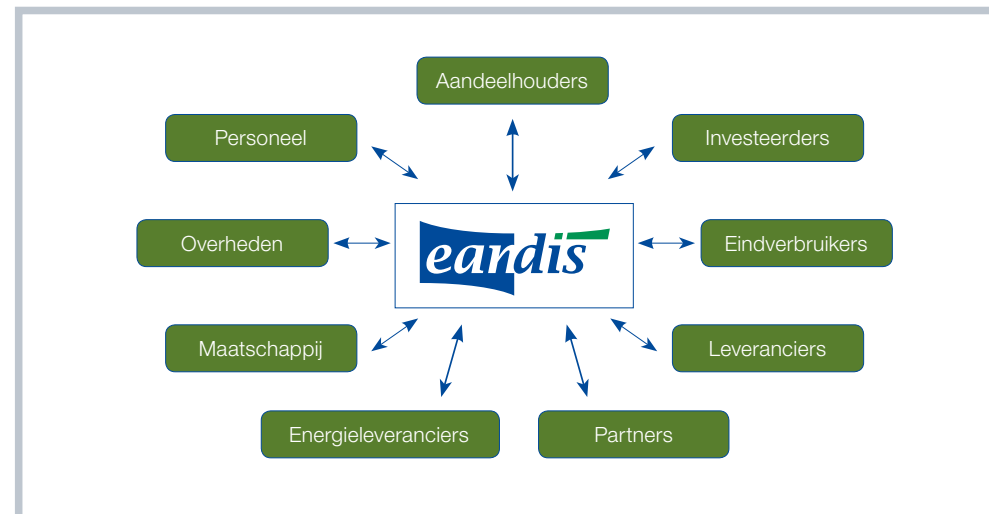 Aandeelhouders
Personeel
Investeerders
Overheden
eandis
Eindverbruikers
Maatschappij
Leveranciers
Energieleveranciers
Partners